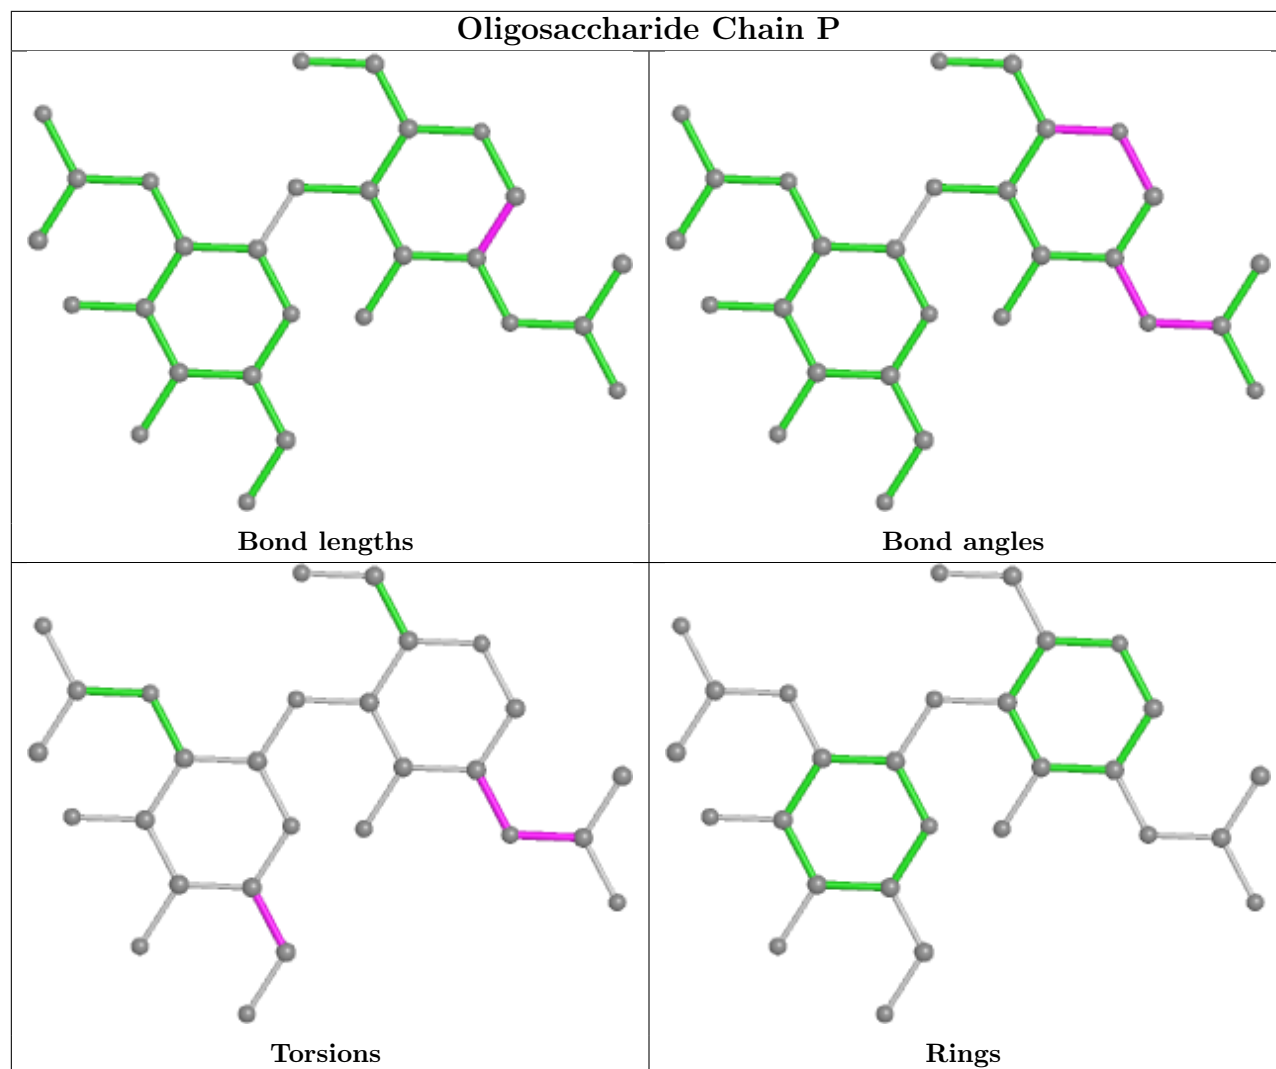 Oligosaccharide Chain P
Bond lengths
Bond angles
Torsions
Rings